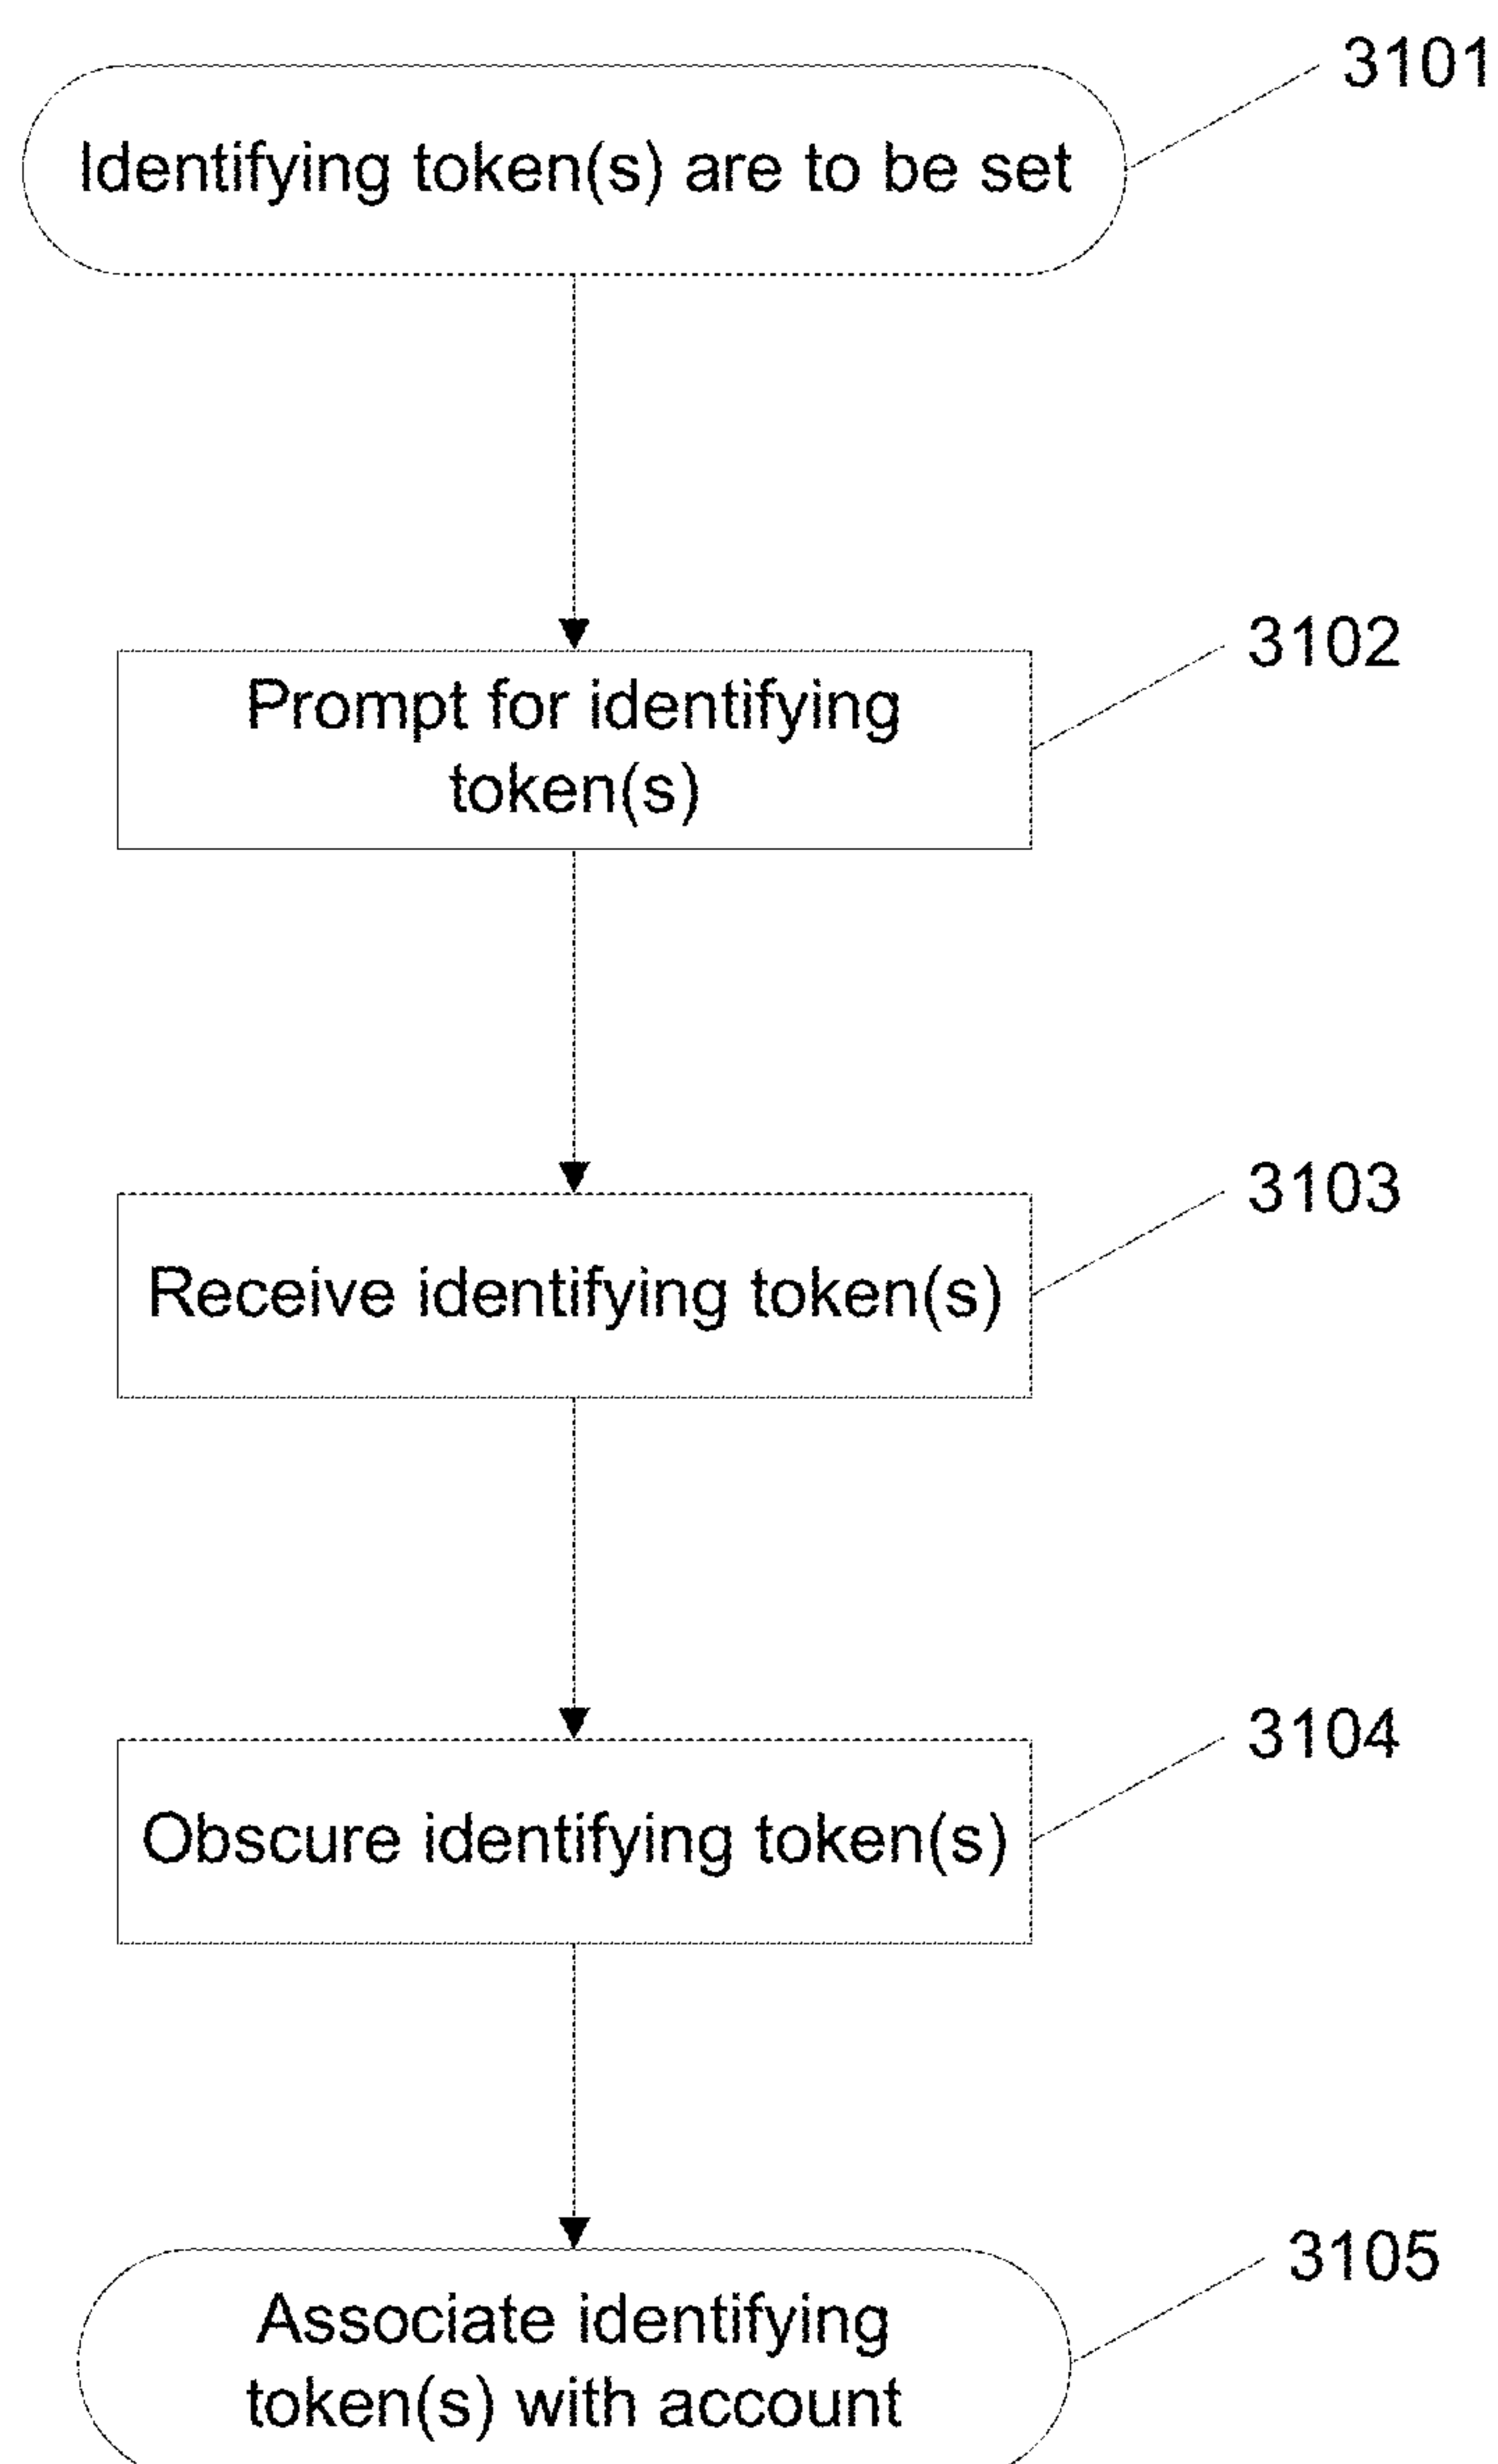 3101
Identifying token(s) are to be set
3102
Prompt for identifying
token(s)
3103
Receive identifying token(s)
3104
Obscure identifying token(s)
3105
Associate identifying
token(s) with account